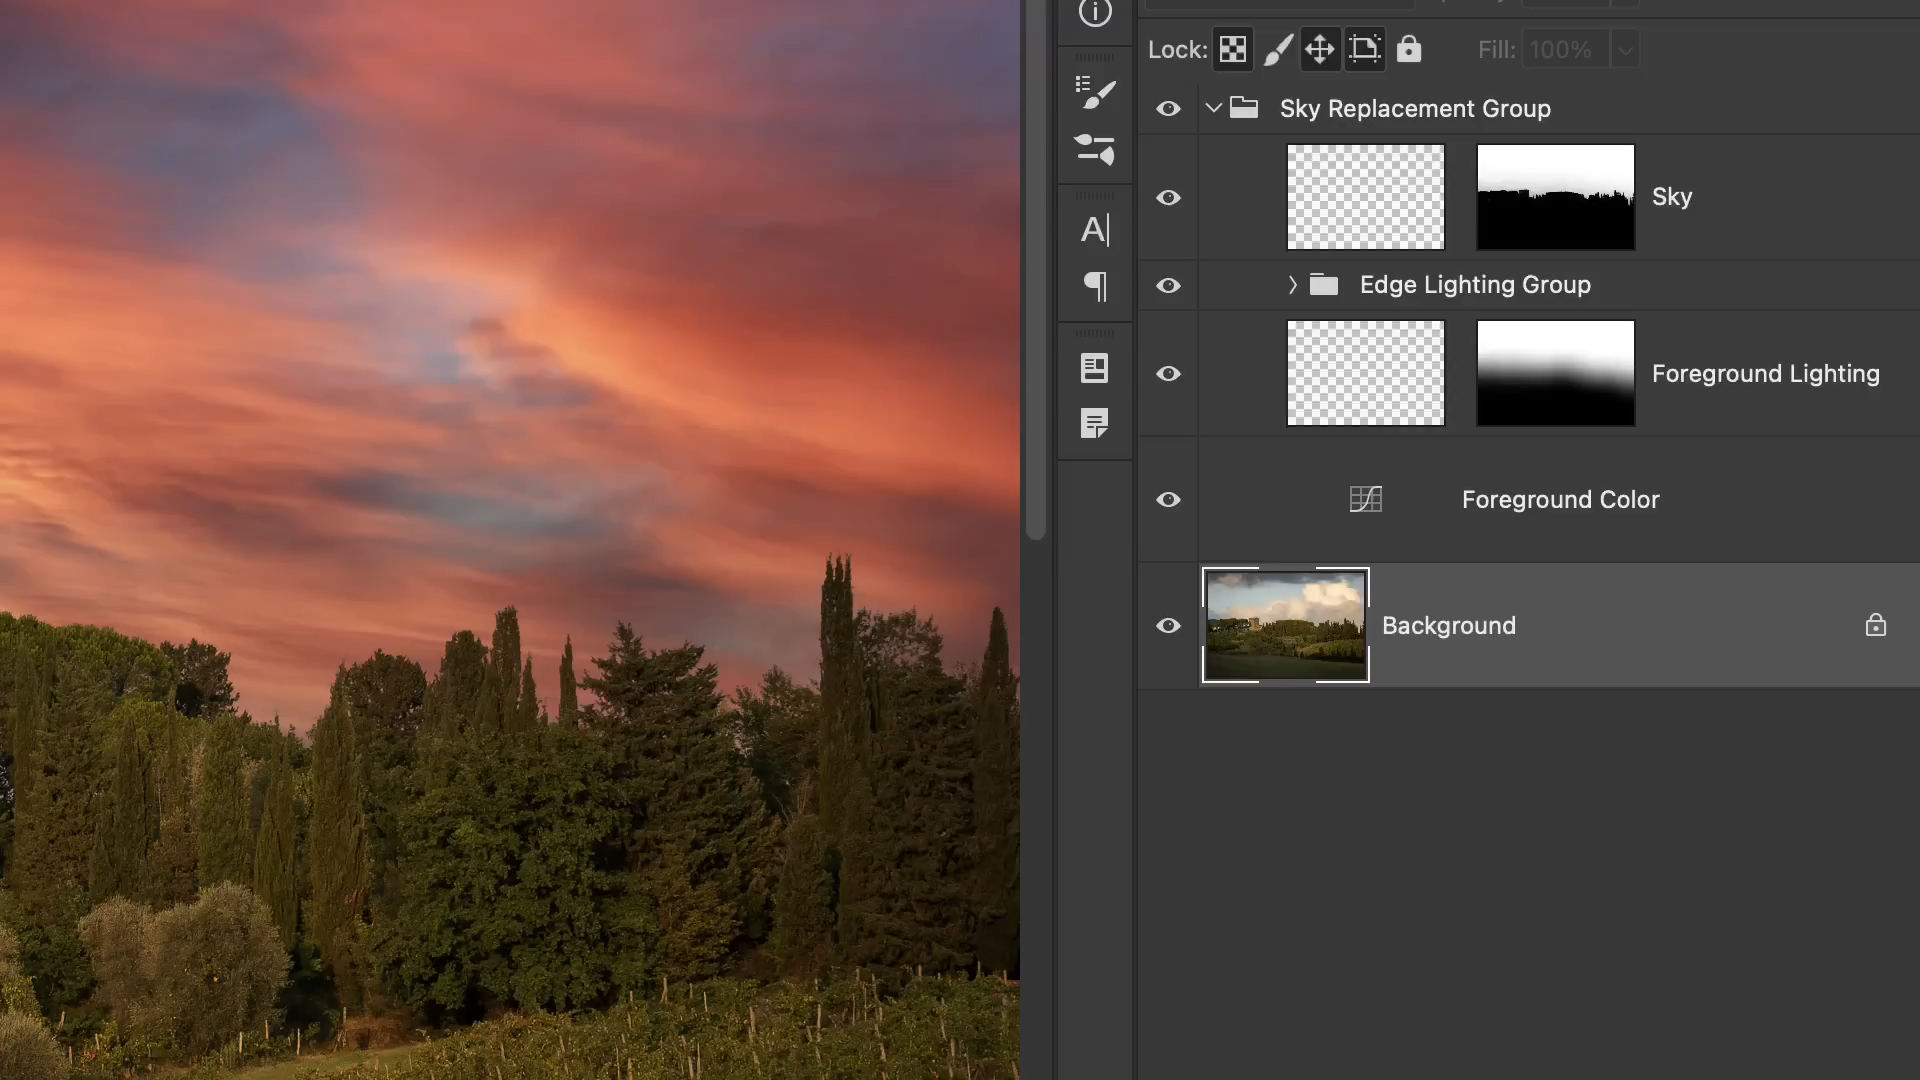 Lock:
Fill: 100%
Sky Replacement Group
Sky
Edge Lighting Group
Foreground Lighting
Foreground Color
Background